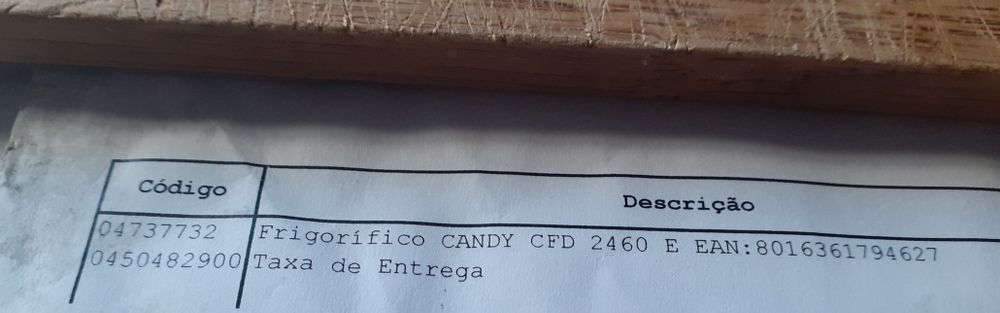 Código Descrição
04737732 Frigorífico CANDY CFD 2460 E EAN:8016361794627
0450482900 Taxa de Entrega